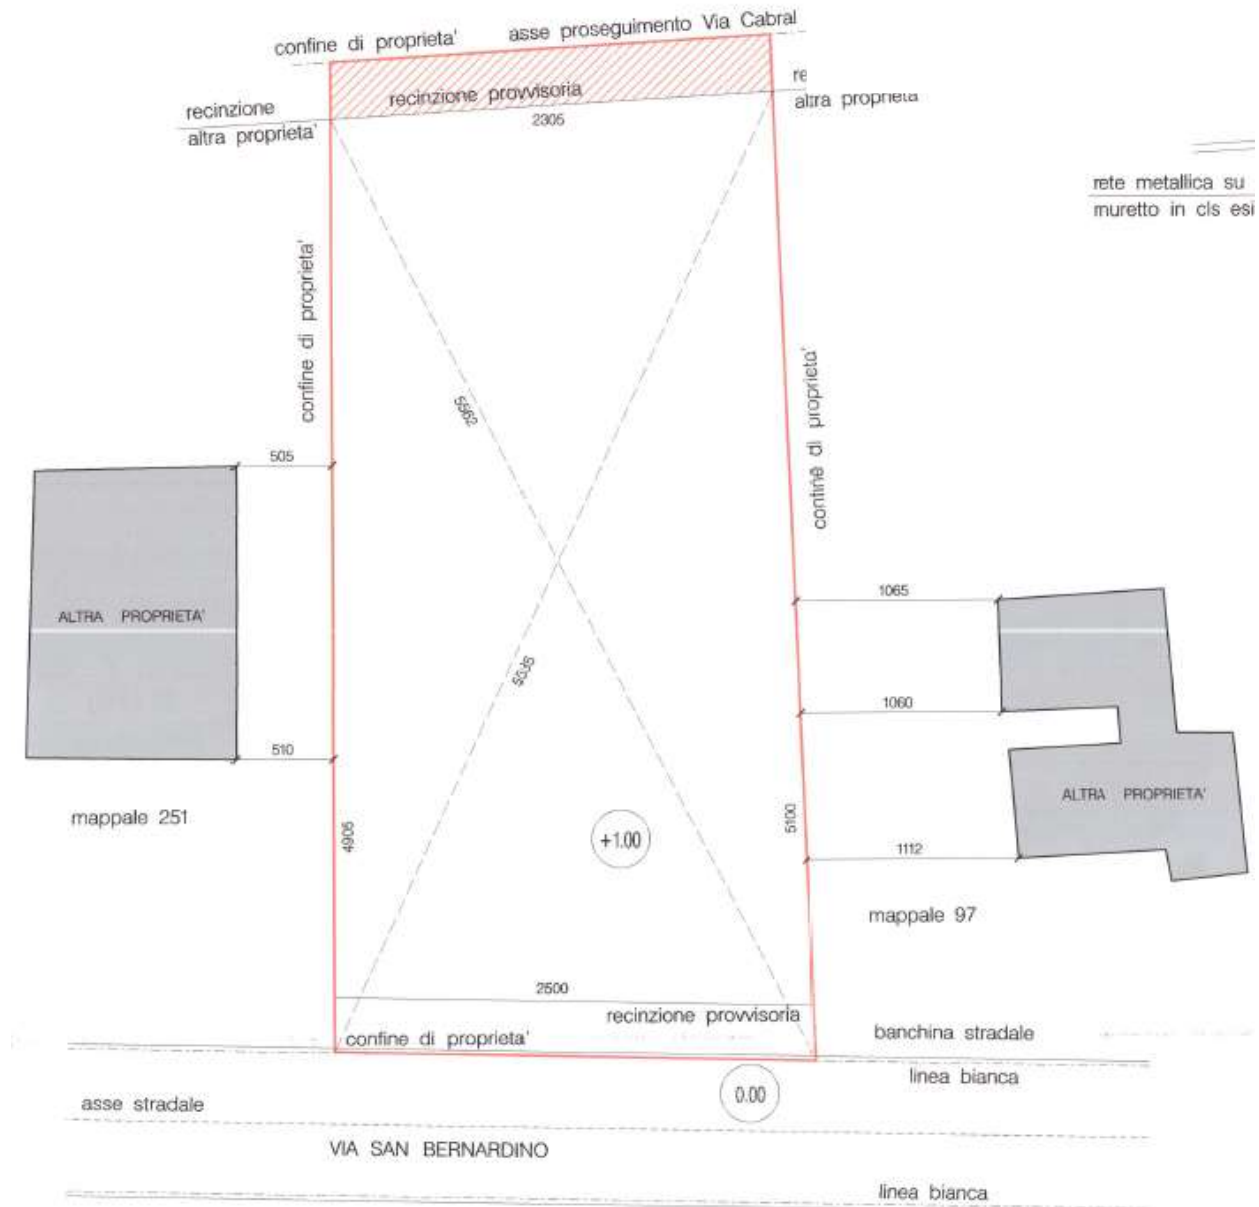 confine di proprieta' asse proseguimento Via Cabral
recinzione
altra proprieta'
recinzione provvisoria
2305
re
altra proprieta
rete metallica su
muretto in cls esi
confine di proprieta'
5562
confine di proprieta'
505
ALTRA PROPRIETA'
510
mappale 251
1065
1060
ALTRA PROPRIETA'
1112
mappale 97
4905
+1.00
5100
2500
recinzione provvisoria
confine di proprieta'
banchina stradale
linea bianca
0.00
asse stradale
VIA SAN BERNARDINO
linea bianca